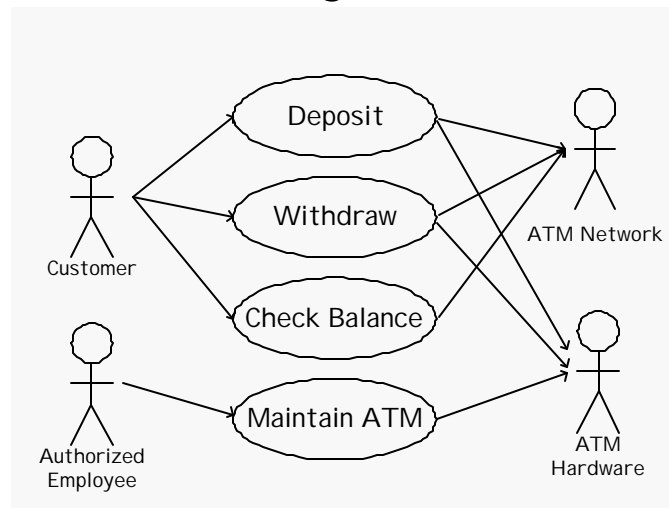 Deposit
Withdraw
ATM Network
Customer
Check Balance
Maintain ATM
Authorized
Employee
ATM
Hardware